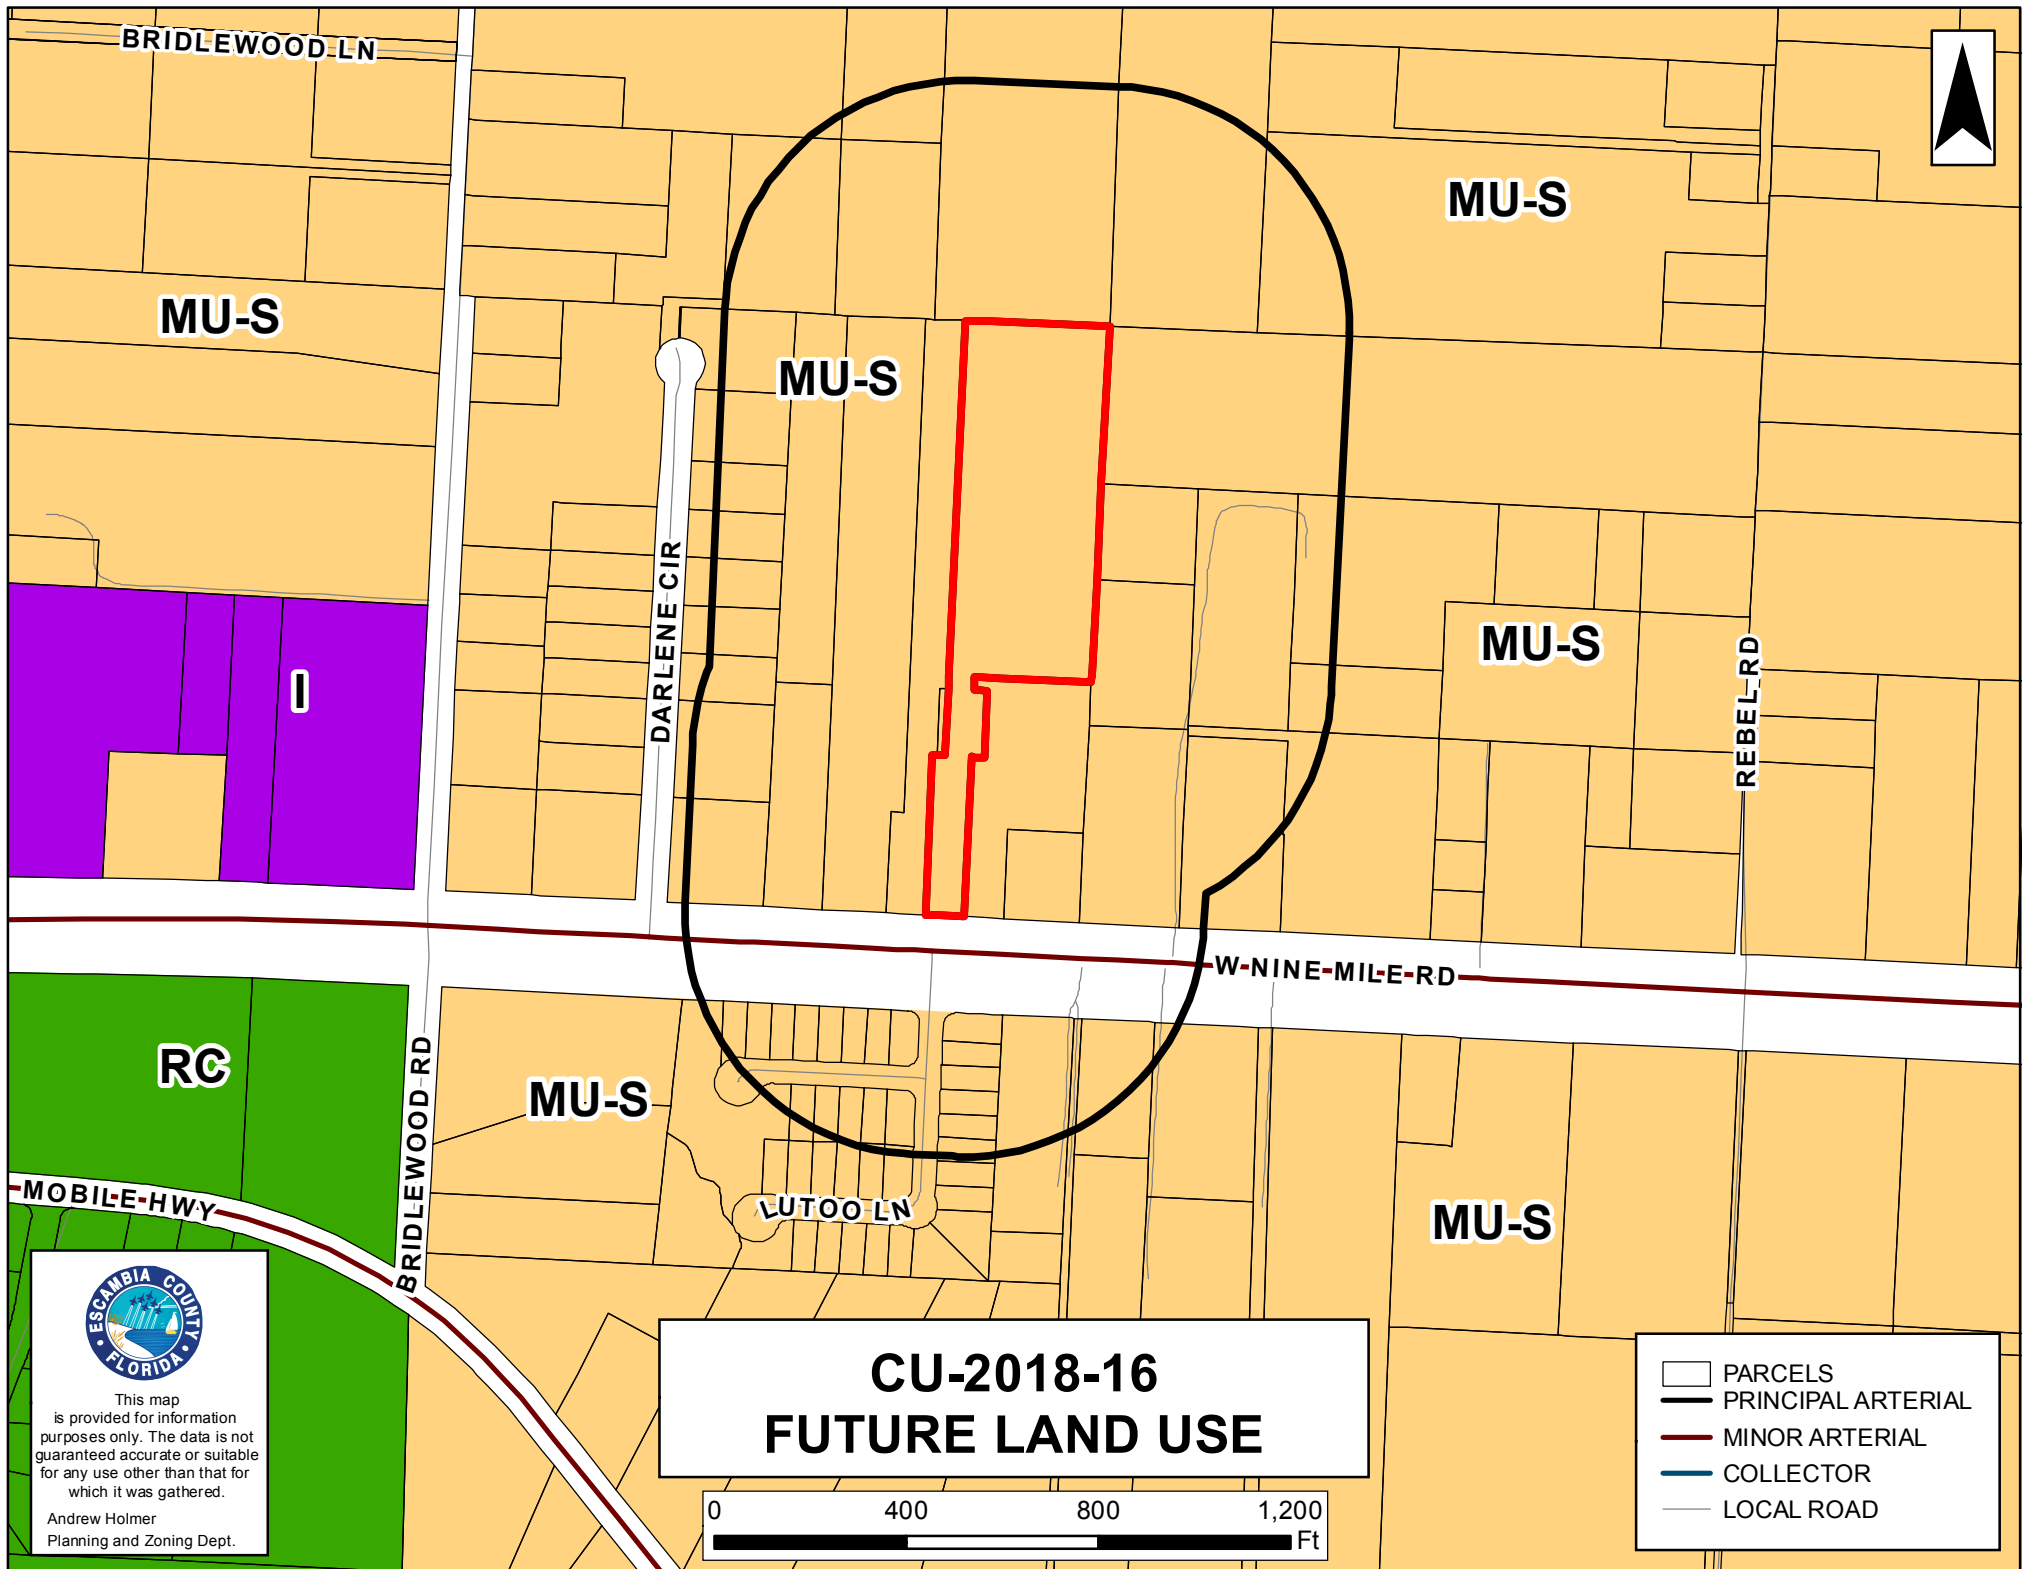 BRIDLEWOOD LN
MU-S
MU-S
MU-S
I
DARLENE CIR
MU-S
REBEL RD
W NINE MILE RD
RC
BRIDLEWOOD RD
MU-S
MOBILE HWY
LUTOO LN
MU-S
ESCAMBIA COUNTY
FLORIDA
This map
is provided for information
purposes only. The data is not
guaranteed accurate or suitable
for any use other than that for
which it was gathered.
Andrew Holmer
Planning and Zoning Dept.
CU-2018-16
FUTURE LAND USE
0 400 800 1,200
Ft
PARCELS
PRINCIPAL ARTERIAL
MINOR ARTERIAL
COLLECTOR
LOCAL ROAD